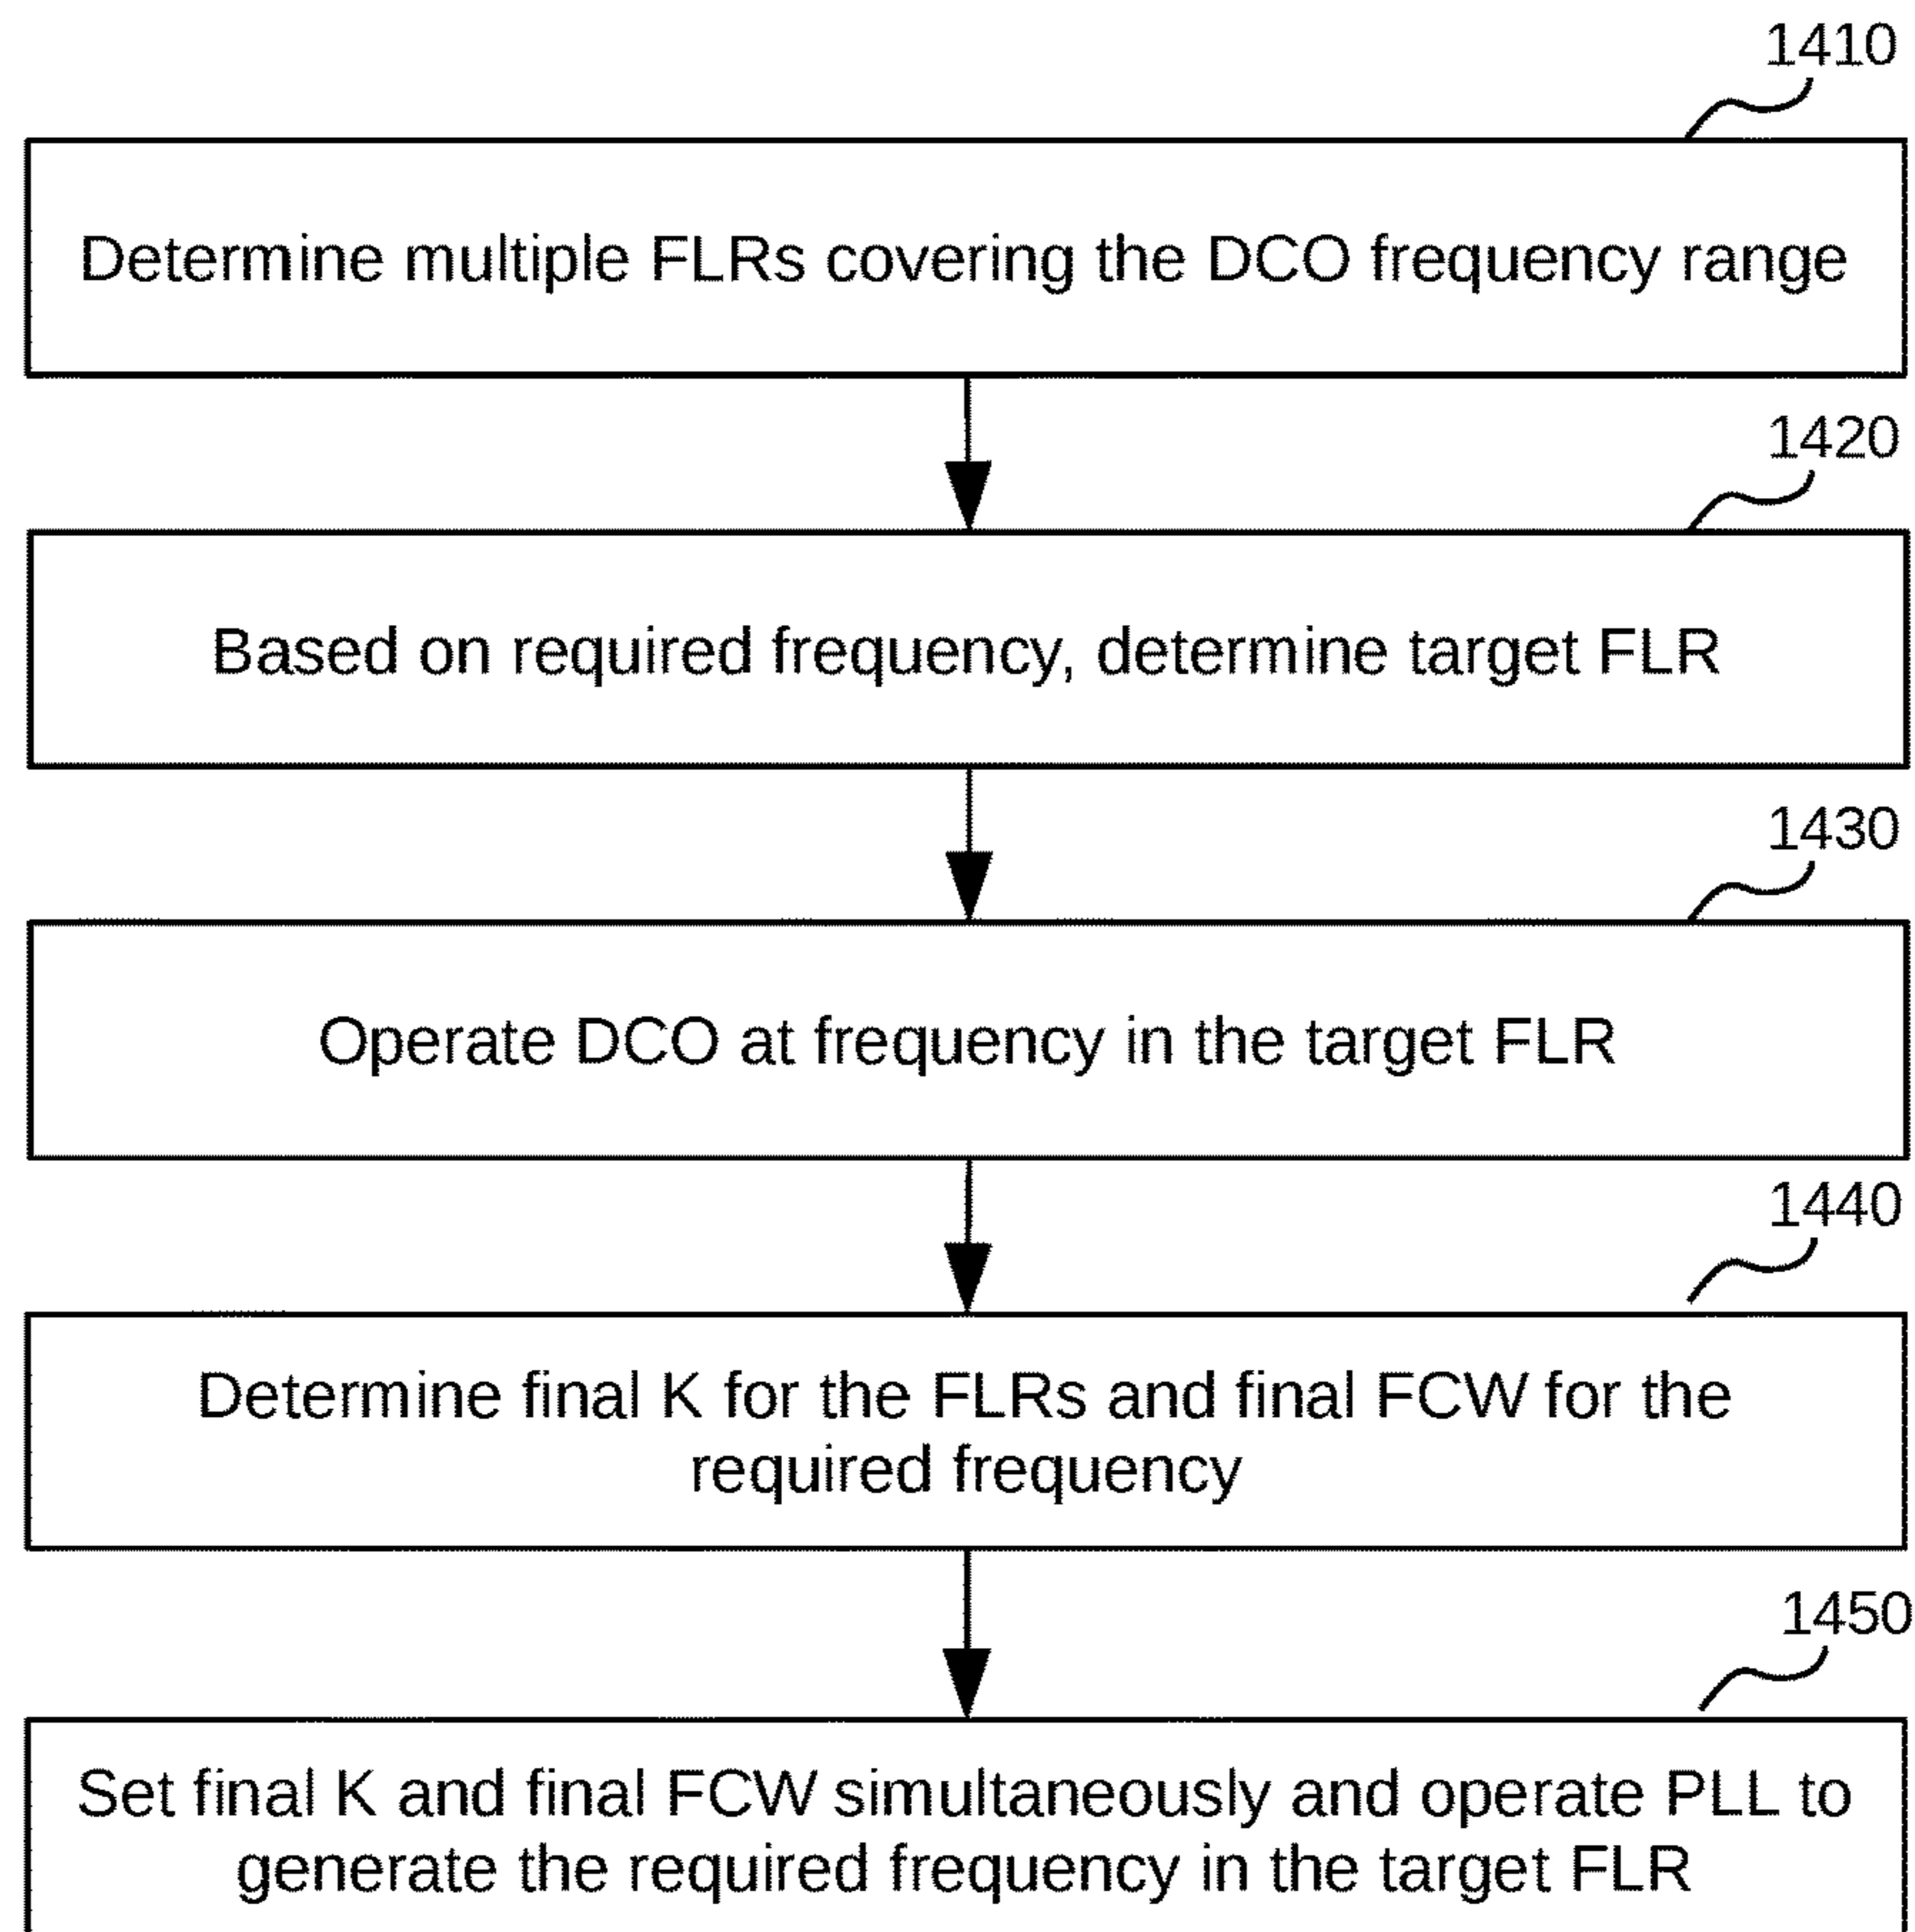 1410
Determine multiple FLRs covering the DCO frequency range
1420
Based on required frequency, determine target FLR
1430
Operate DCO at frequency in the target FLR
1440
Determine final K for the FLRs and final FCW for the
required frequency
1450
Set final K and final FCW simultaneously and operate PLL to
generate the required frequency in the target FLR